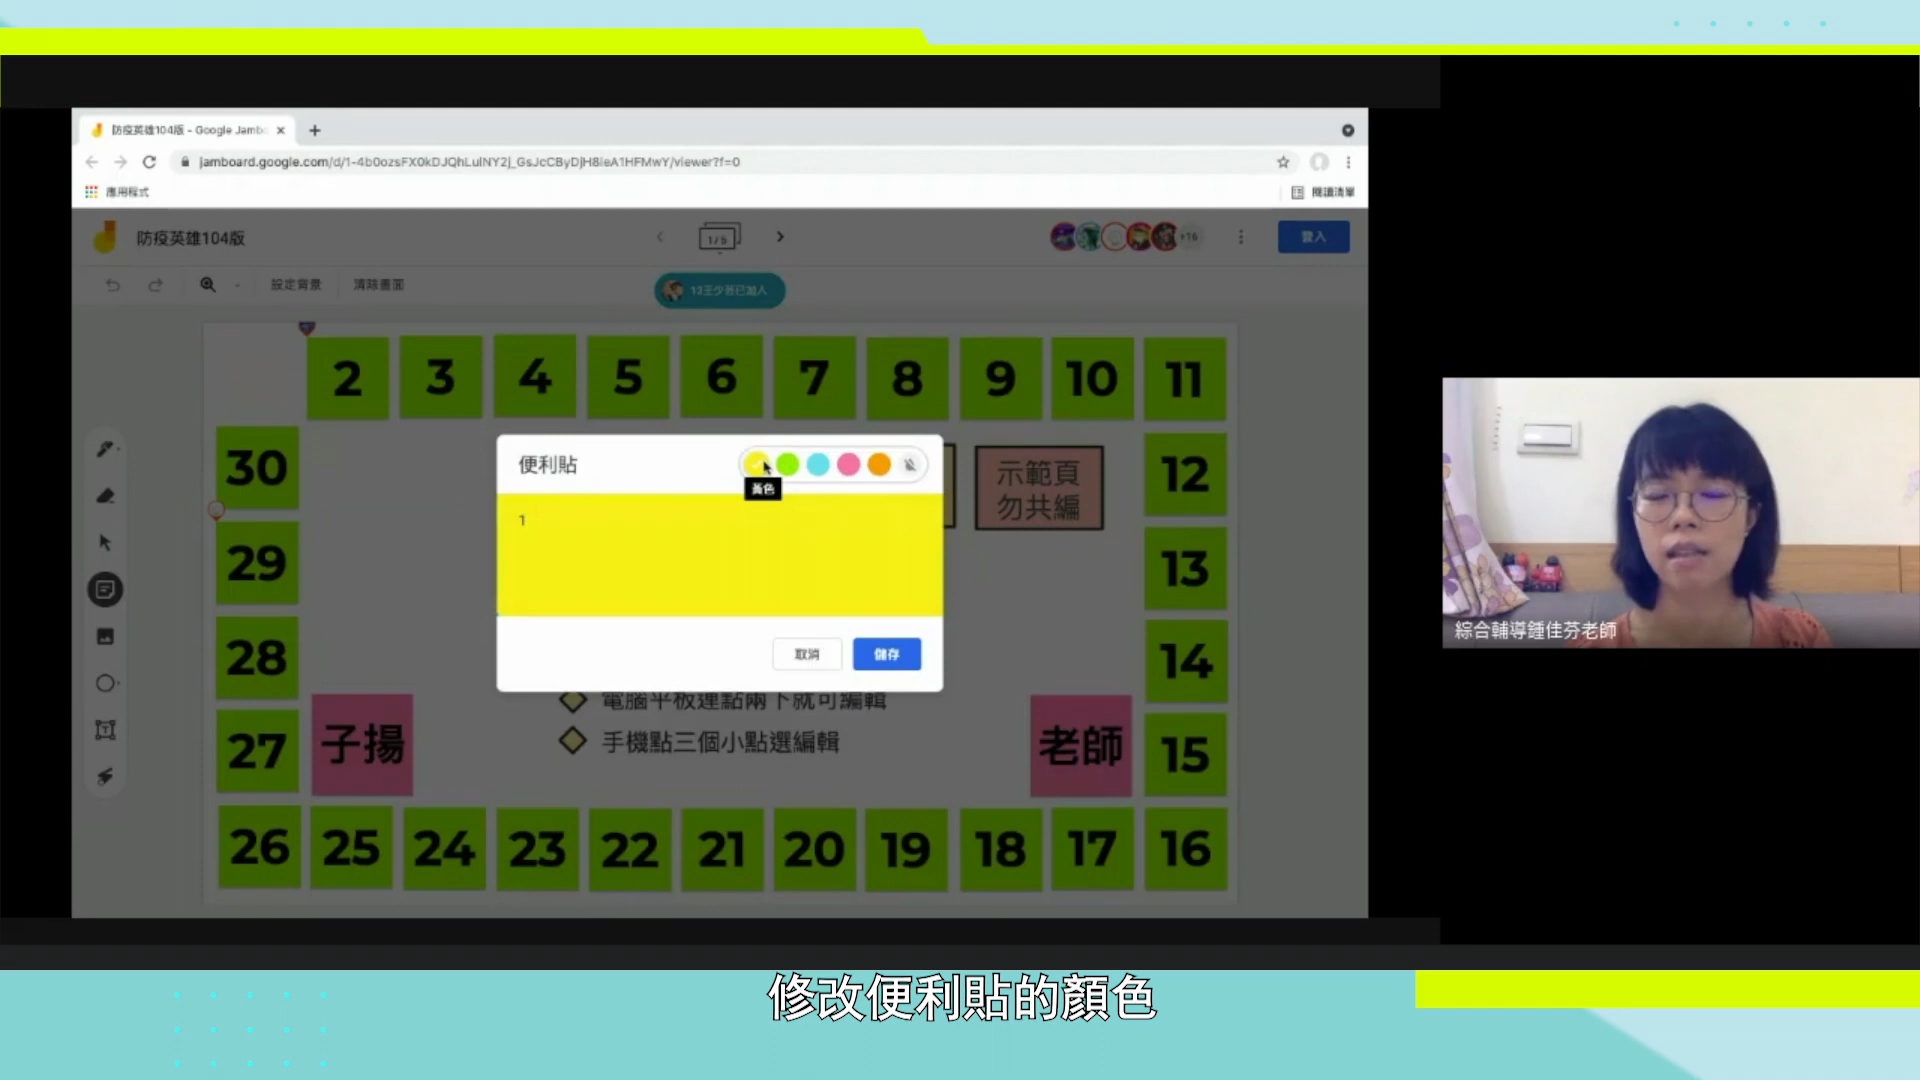 防疫英雄104版 - Google Jamb
jamboard.google.com/d/1-4b0ozsFX0kDJQhLulNY2j_GsJcCByDjH8ieA1HFMwY/viewer?f=0
應用程式
閱讀清單
防疫英雄104版
1/5
+16
登入
設定背景
清除畫面
已加入
2 3 4 5 6 7 8 9 10 11
30
便利貼
黃色
1
示範頁
勿共編
12
29
13
28
取消
儲存
14
電腦平板連點兩下就可編輯
27
子揚
手機點三個小點選編輯
老師
15
26 25 24 23 22 21 20 19 18 17 16
綜合輔導鍾佳芬老師
修改便利貼的顏色